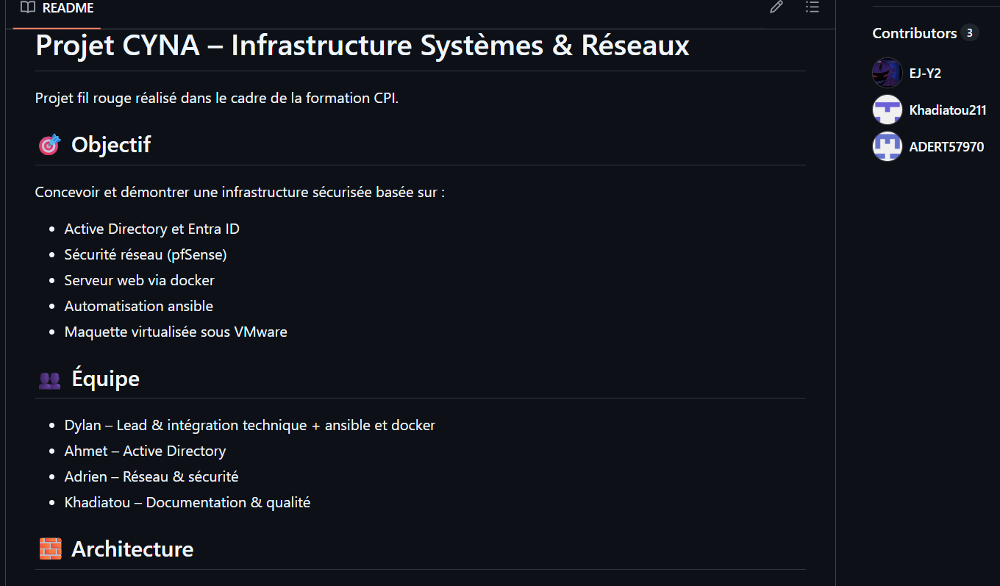 README
Projet CYNA – Infrastructure Systèmes & Réseaux
Projet fil rouge réalisé dans le cadre de la formation CPI.
🎯 Objectif
Concevoir et démontrer une infrastructure sécurisée basée sur :
• Active Directory et Entra ID
• Sécurité réseau (pfSense)
• Serveur web via docker
• Automatisation ansible
• Maquette virtualisée sous VMware
👥 Équipe
• Dylan – Lead & intégration technique + ansible et docker
• Ahmet – Active Directory
• Adrien – Réseau & sécurité
• Khadiatou – Documentation & qualité
🧱 Architecture
Contributors 3
EJ-Y2
Khadiatou211
ADERT57970